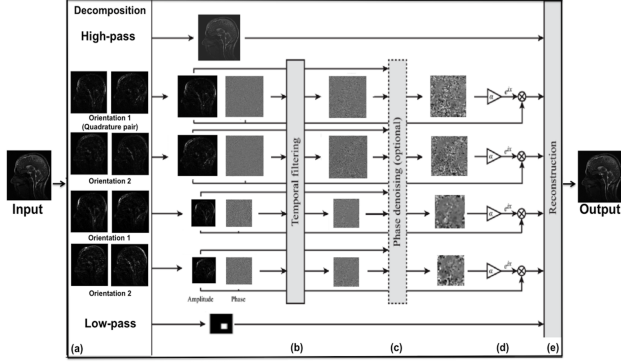 Decomposition
High-pass
Orientation 1
(Quadrature pair)
Orientation 2
Orientation 1
Orientation 2
Low-pass
Input
Amplitude
Phase
Temporal filtering
Phase denoising (optional)
α
α
α
α
Reconstruction
Output
(a)
(b)
(c)
(d)
(e)